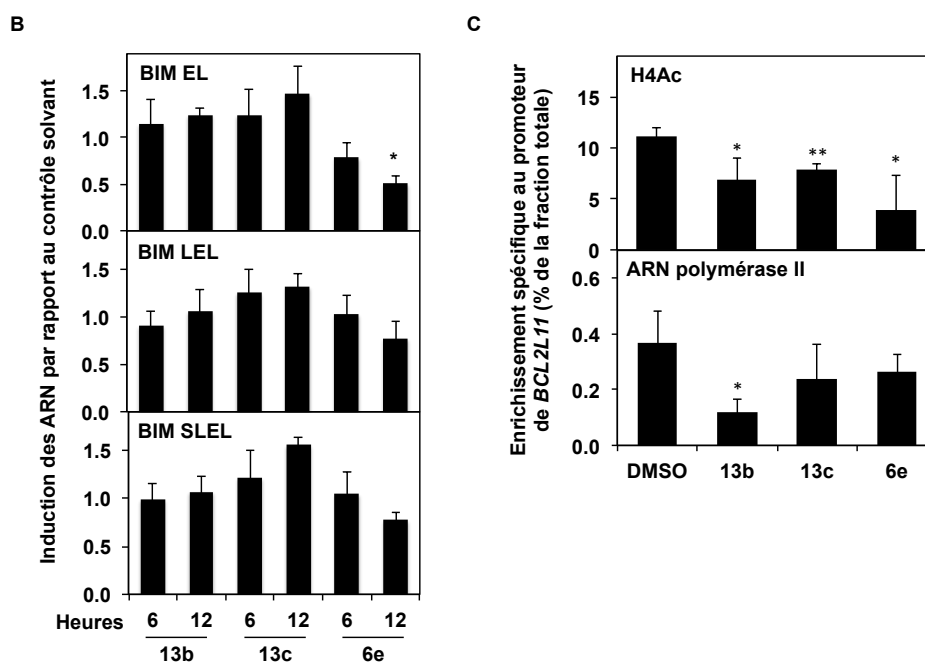 B
Induction des ARN par rapport au contrôle solvant
BIM EL
1.5
1.0
0.5
0.0
*
BIM LEL
1.5
1.0
0.5
0.0
BIM SLEL
1.5
1.0
0.5
0.0
Heures 6 12 6 12 6 12
13b 13c 6e
C
Enrichissement spécifique au promoteur
de BCL2L11 (% de la fraction totale)
H4Ac
15
10
5
0
* ** *
ARN polymérase II
0.6
0.4
0.2
0.0
*
DMSO 13b 13c 6e